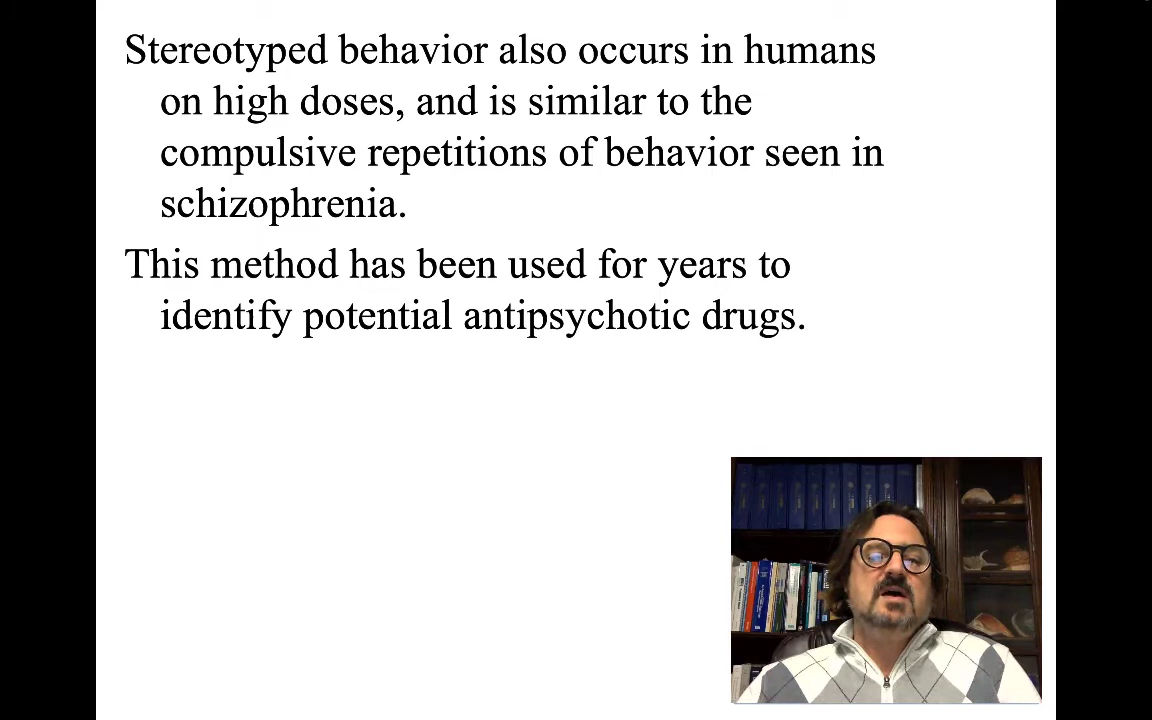 Stereotyped behavior also occurs in humans
on high doses, and is similar to the
compulsive repetitions of behavior seen in
schizophrenia.
This method has been used for years to
identify potential antipsychotic drugs.